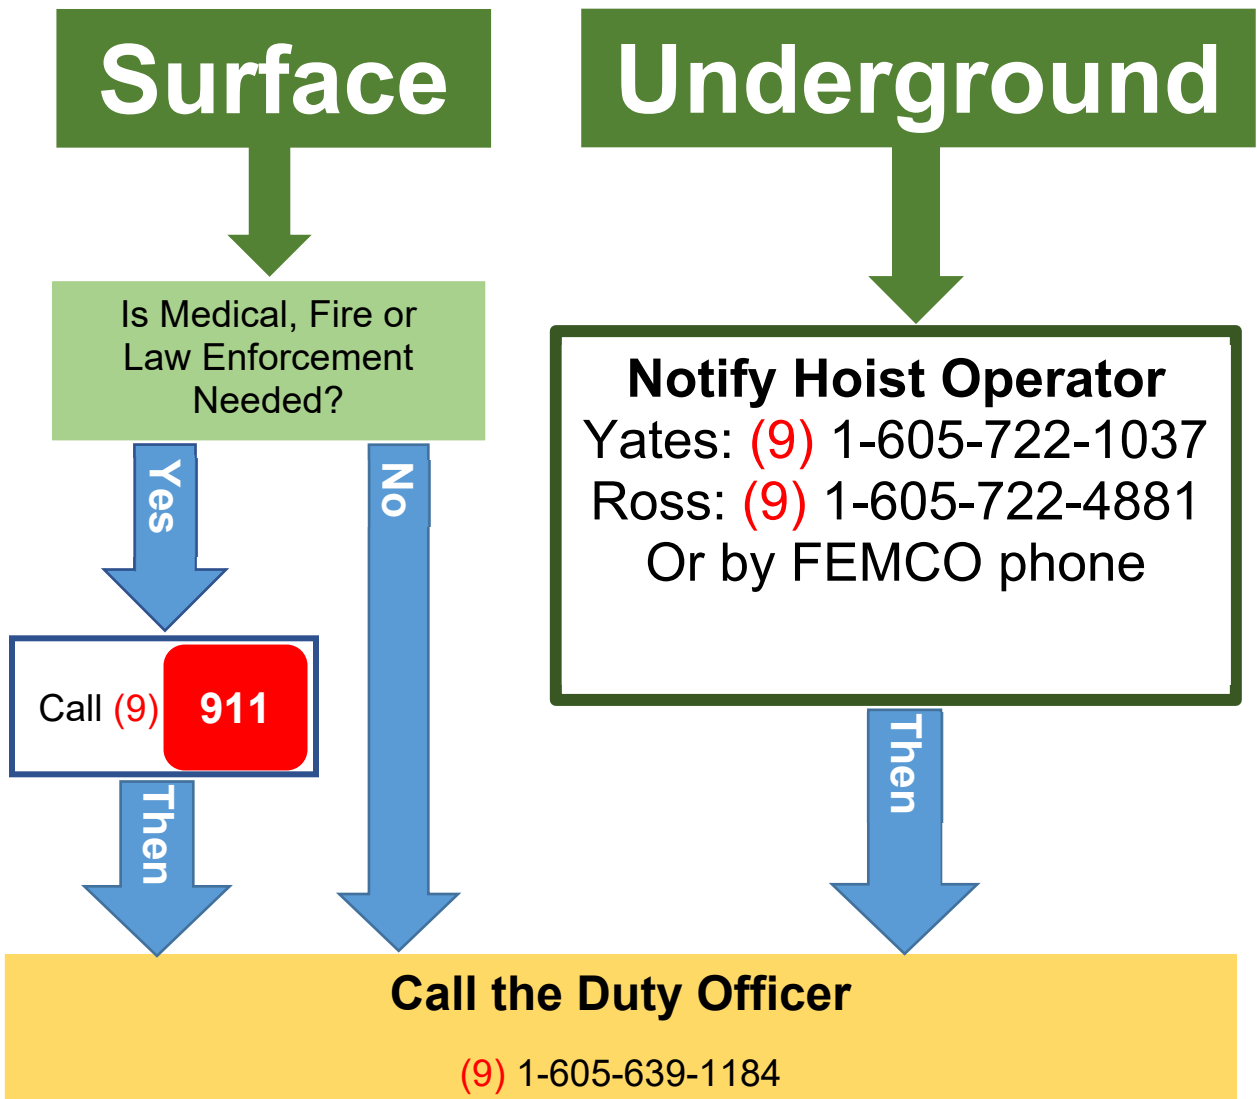 Surface
Is Medical, Fire or
Law Enforcement
Needed?
Yes
No
Call (9) 911
Then
Underground
Notify Hoist Operator
Yates: (9) 1-605-722-1037
Ross: (9) 1-605-722-4881
Or by FEMCO phone
Then
Call the Duty Officer
(9) 1-605-639-1184